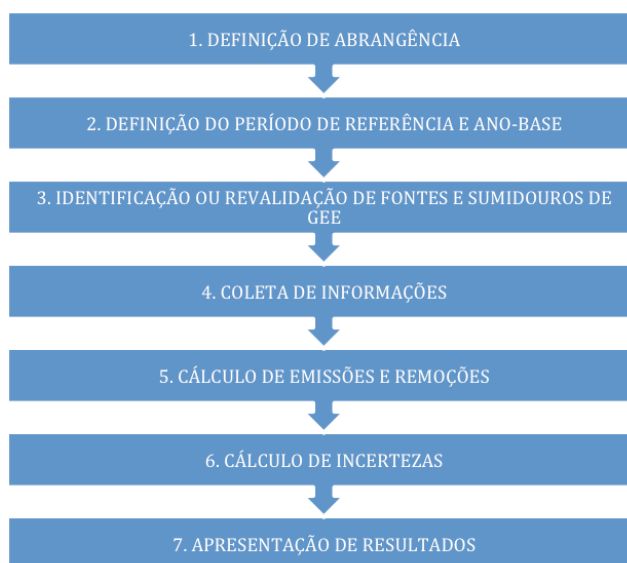 1. DEFINIÇÃO DE ABRANGÊNCIA
2. DEFINIÇÃO DO PERÍODO DE REFERÊNCIA E ANO-BASE
3. IDENTIFICAÇÃO OU REVALIDAÇÃO DE FONTES E SUMIDOUROS DE
GEE
4. COLETA DE INFORMAÇÕES
5. CÁLCULO DE EMISSÕES E REMOÇÕES
6. CÁLCULO DE INCERTEZAS
7. APRESENTAÇÃO DE RESULTADOS